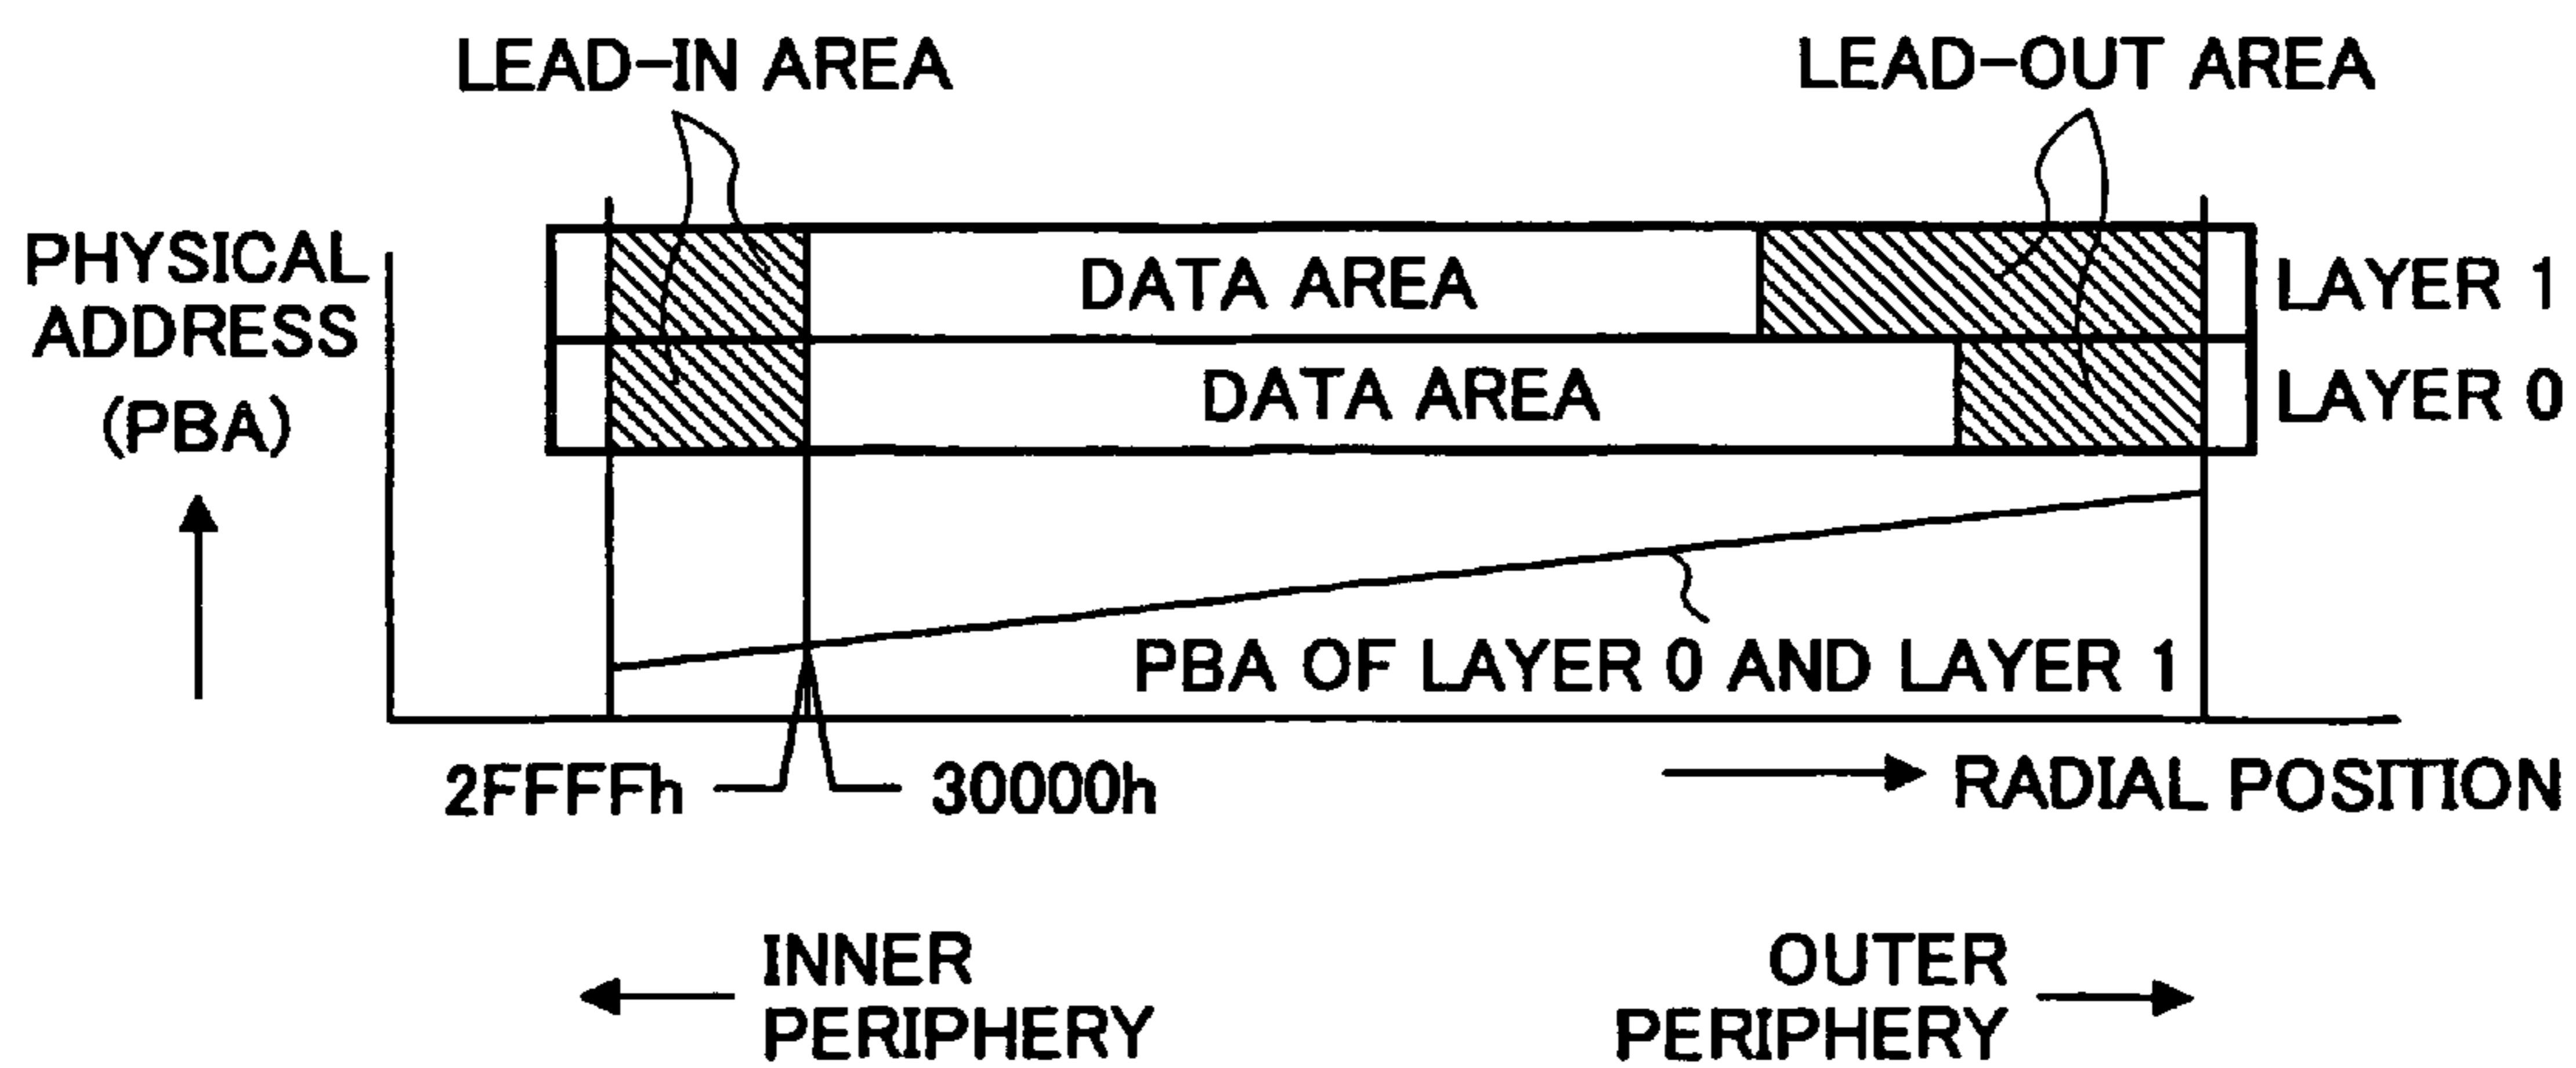 LEAD-IN AREA
LEAD-OUT AREA
PHYSICAL
ADDRESS
(PBA)
DATA AREA
LAYER 1
DATA AREA
LAYER 0
PBA OF LAYER 0 AND LAYER 1
2FFFFh
30000h
RADIAL POSITION
INNER
PERIPHERY
OUTER
PERIPHERY